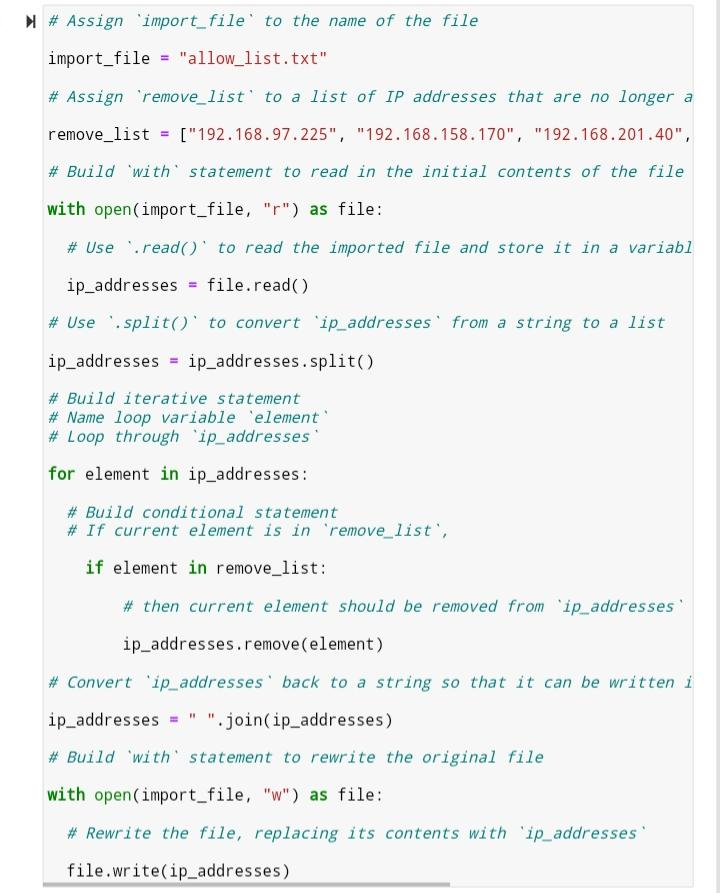 # Assign `import_file` to the name of the file
import_file = "allow_list.txt"
# Assign `remove_list` to a list of IP addresses that are no longer a
remove_list = ["192.168.97.225", "192.168.158.170", "192.168.201.40",
# Build `with` statement to read in the initial contents of the file
with open(import_file, "r") as file:
# Use `.read()` to read the imported file and store it in a variabl
ip_addresses = file.read()
# Use `.split()` to convert `ip_addresses` from a string to a list
ip_addresses = ip_addresses.split()
# Build iterative statement
# Name loop variable `element`
# Loop through `ip_addresses`
for element in ip_addresses:
# Build conditional statement
# If current element is in `remove_list`,
if element in remove_list:
# then current element should be removed from `ip_addresses`
ip_addresses.remove(element)
# Convert `ip_addresses` back to a string so that it can be written i
ip_addresses = " ".join(ip_addresses)
# Build `with` statement to rewrite the original file
with open(import_file, "w") as file:
# Rewrite the file, replacing its contents with `ip_addresses`
file.write(ip_addresses)